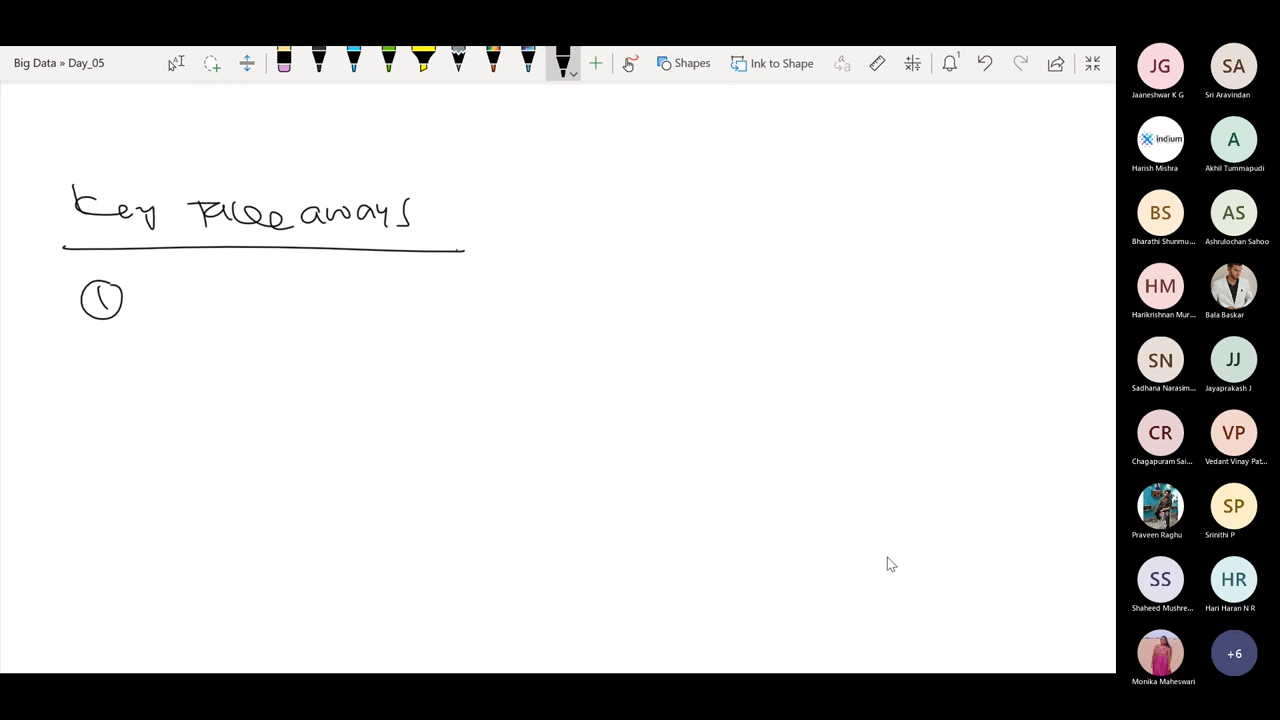 Big Data » Day_05
Shapes
Ink to Shape
1
Key Takeaways
①
JG
SA
Jaaneshwar K G
Sri Aravindan
indium
A
Harish Mishra
Akhil Tummapudi
BS
AS
Bharathi Shunmu...
Ashrulochan Sahoo
HM
Harikrishnan Mur...
Bala Baskar
SN
JJ
Sadhana Narasim...
Jayaprakash J
CR
VP
Chagapuram Sai...
Vedant Vinay Pat...
SP
Praveen Raghu
Srinithi P
SS
HR
Shaheed Mushre...
Hari Haran N R
+6
Monika Maheswari